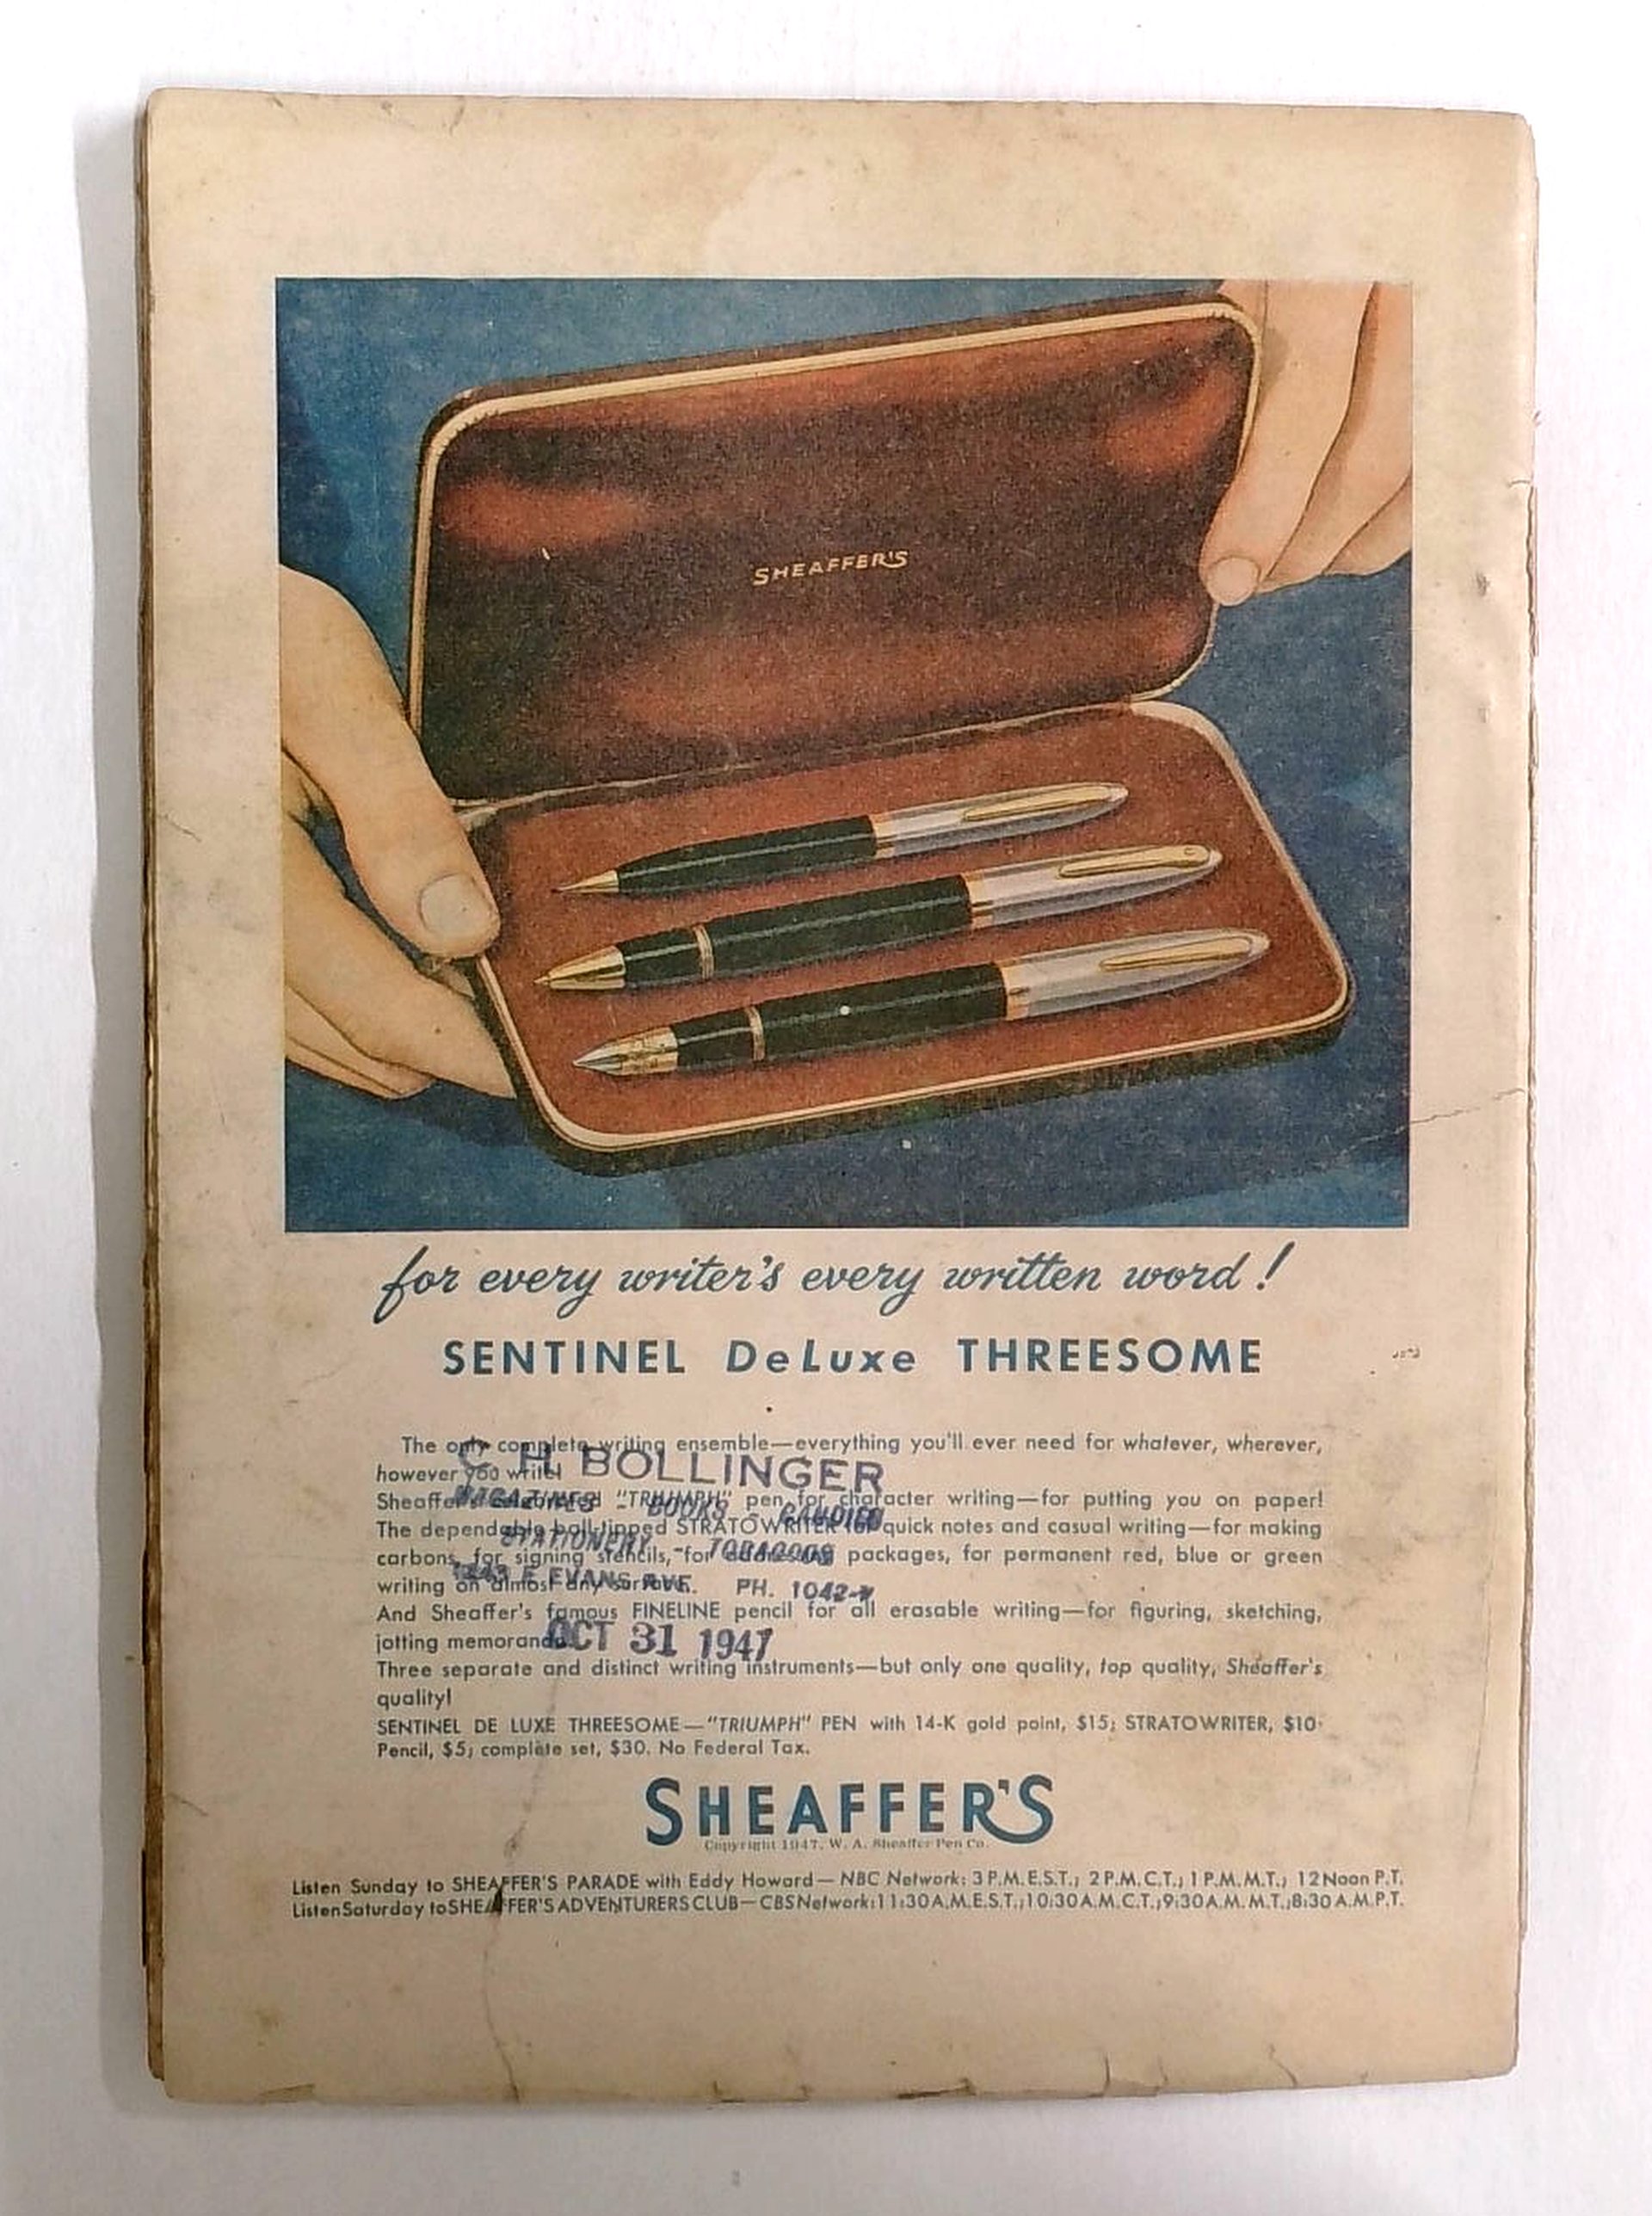 SHEAFFER'S
for every writer's every written word!
SENTINEL DeLuxe THREESOME
The only complete writing ensemble—everything you'll ever need for whatever, wherever,
however you write!
Sheaffer's "TRIUMPH" pen for character writing—for putting you on paper!
The dependable ball-tipped STRATOWRITER for quick notes and casual writing—for making
carbons, for signing stencils, for addressing packages, for permanent red, blue or green
writing on almost any surface.
And Sheaffer's famous FINELINE pencil for all erasable writing—for figuring, sketching,
jotting memoranda.
Three separate and distinct writing instruments—but only one quality, top quality, Sheaffer's
quality!
SENTINEL DE LUXE THREESOME—"TRIUMPH" PEN with 14-K gold point, $15; STRATOWRITER, $10·
Pencil, $5; complete set, $30. No Federal Tax.
C H BOLLINGER
MAGAZINES - BOOKS - CANDIES
STATIONERY - TOBACCOS
E EVANS AVE. PH. 1042-
OCT 31 1947
SHEAFFER'S
Copyright 1947, W. A. Sheaffer Pen Co.
Listen Sunday to SHEAFFER'S PARADE with Eddy Howard—NBC Network: 3 P.M. E.S.T.; 2 P.M. C.T.; 1 P.M. M.T.; 12 Noon P.T.
Listen Saturday to SHEAFFER'S ADVENTURERS CLUB—CBS Network: 11:30 A.M. E.S.T.; 10:30 A.M. C.T.; 9:30 A.M. M.T.; 8:30 A.M. P.T.